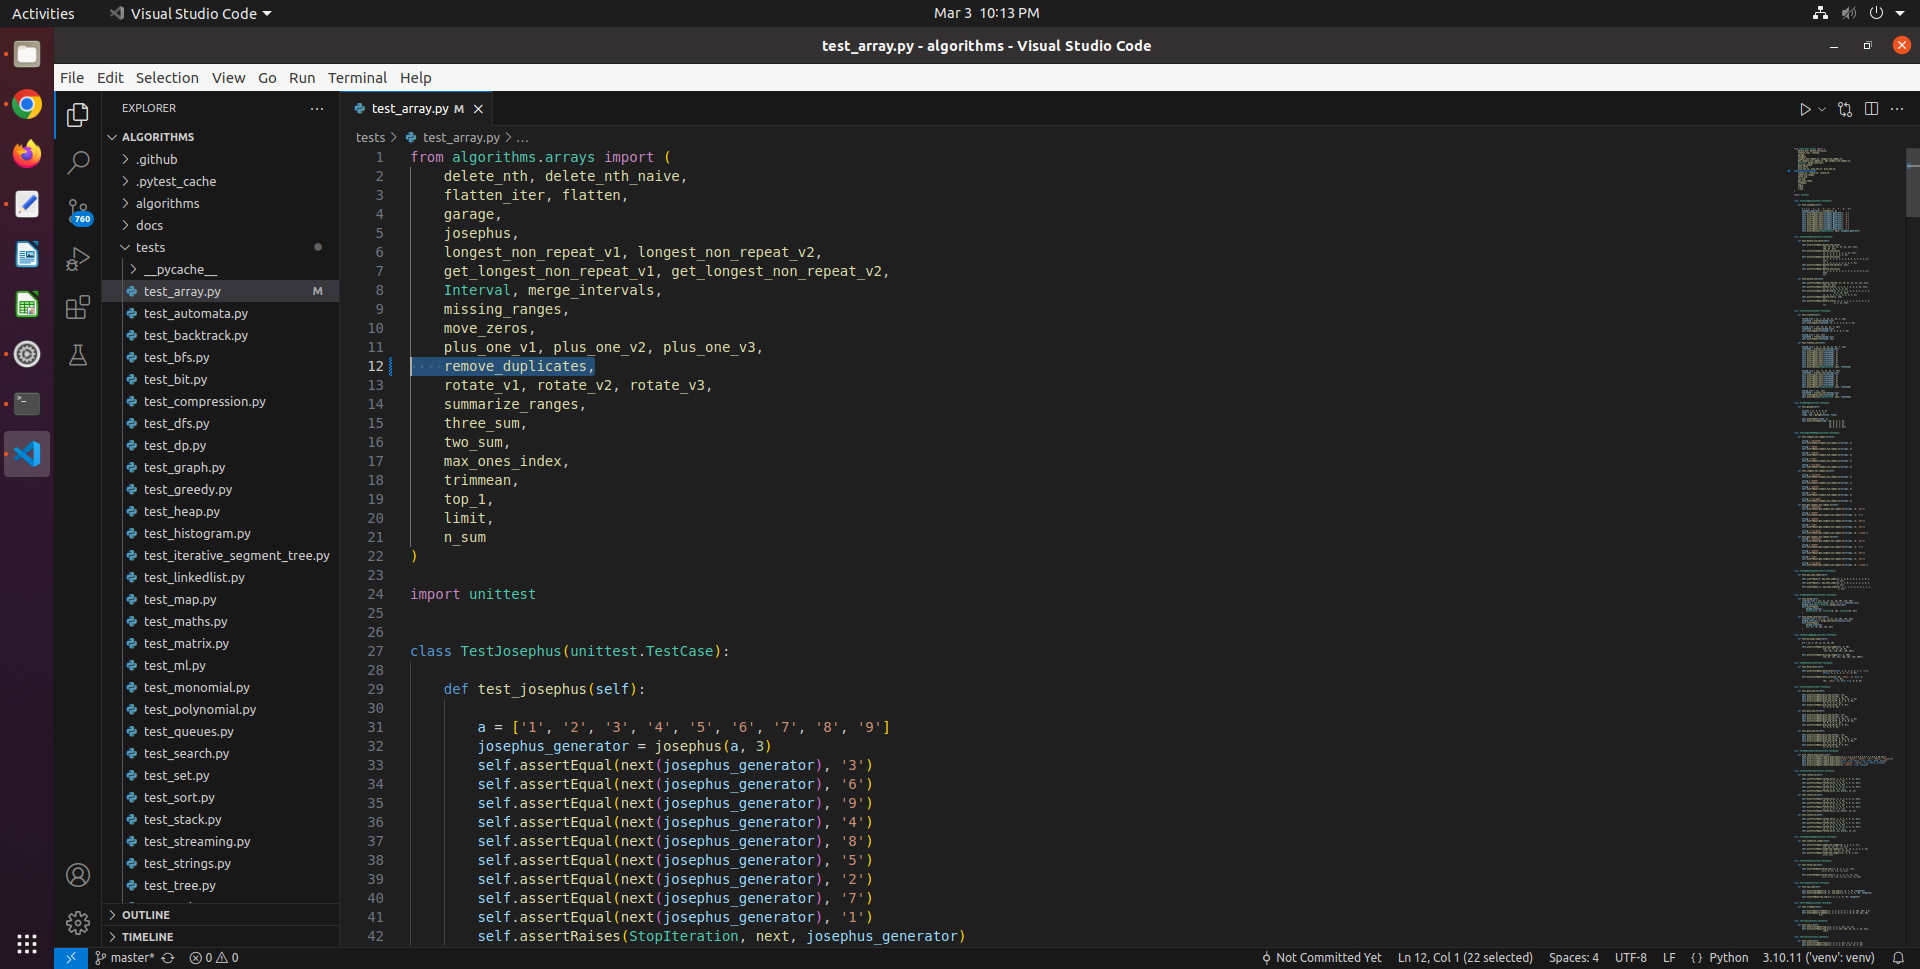 Activities
Visual Studio Code
Mar 3 10:13 PM
test_array.py - algorithms - Visual Studio Code
File Edit Selection View Go Run Terminal Help
EXPLORER
ALGORITHMS
.github
.pytest_cache
algorithms
docs
tests
__pycache__
test_array.py M
test_automata.py
test_backtrack.py
test_bfs.py
test_bit.py
test_compression.py
test_dfs.py
test_dp.py
test_graph.py
test_greedy.py
test_heap.py
test_histogram.py
test_iterative_segment_tree.py
test_linkedlist.py
test_map.py
test_maths.py
test_matrix.py
test_ml.py
test_monomial.py
test_polynomial.py
test_queues.py
test_search.py
test_set.py
test_sort.py
test_stack.py
test_streaming.py
test_strings.py
test_tree.py
OUTLINE
TIMELINE
760
test_array.py M
tests > test_array.py > ...
1 from algorithms.arrays import (
2 delete_nth, delete_nth_naive,
3 flatten_iter, flatten,
4 garage,
5 josephus,
6 longest_non_repeat_v1, longest_non_repeat_v2,
7 get_longest_non_repeat_v1, get_longest_non_repeat_v2,
8 Interval, merge_intervals,
9 missing_ranges,
10 move_zeros,
11 plus_one_v1, plus_one_v2, plus_one_v3,
12 remove_duplicates,
13 rotate_v1, rotate_v2, rotate_v3,
14 summarize_ranges,
15 three_sum,
16 two_sum,
17 max_ones_index,
18 trimmean,
19 top_1,
20 limit,
21 n_sum
22 )
23
24 import unittest
25
26
27 class TestJosephus(unittest.TestCase):
28
29 def test_josephus(self):
30
31 a = ['1', '2', '3', '4', '5', '6', '7', '8', '9']
32 josephus_generator = josephus(a, 3)
33 self.assertEqual(next(josephus_generator), '3')
34 self.assertEqual(next(josephus_generator), '6')
35 self.assertEqual(next(josephus_generator), '9')
36 self.assertEqual(next(josephus_generator), '4')
37 self.assertEqual(next(josephus_generator), '8')
38 self.assertEqual(next(josephus_generator), '5')
39 self.assertEqual(next(josephus_generator), '2')
40 self.assertEqual(next(josephus_generator), '7')
41 self.assertEqual(next(josephus_generator), '1')
42 self.assertRaises(StopIteration, next, josephus_generator)
master* 0 0
Not Committed Yet Ln 12, Col 1 (22 selected) Spaces: 4 UTF-8 LF Python 3.10.11 ('venv': venv)